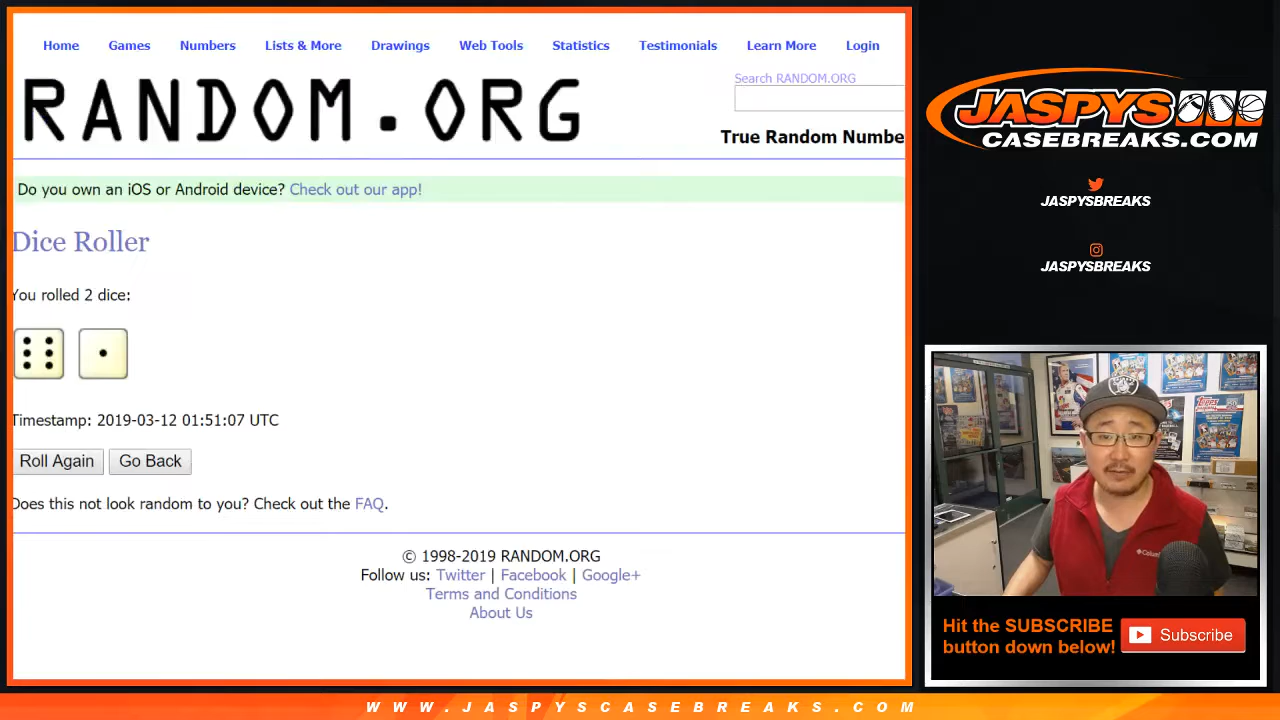 Home Games Numbers Lists & More Drawings Web Tools Statistics Testimonials Learn More Login
RANDOM.ORG
Search RANDOM.ORG
True Random Numbe
Do you own an iOS or Android device? Check out our app!
Dice Roller
You rolled 2 dice:
Timestamp: 2019-03-12 01:51:07 UTC
Roll Again Go Back
Does this not look random to you? Check out the FAQ.
© 1998-2019 RANDOM.ORG
Follow us: Twitter | Facebook | Google+
Terms and Conditions
About Us
JASPYS
CASEBREAKS.COM
JASPYSBREAKS
JASPYSBREAKS
Columbia
Topps
Hit the SUBSCRIBE
button down below!
Subscribe
WWW.JASPYSCASEBREAKS.COM